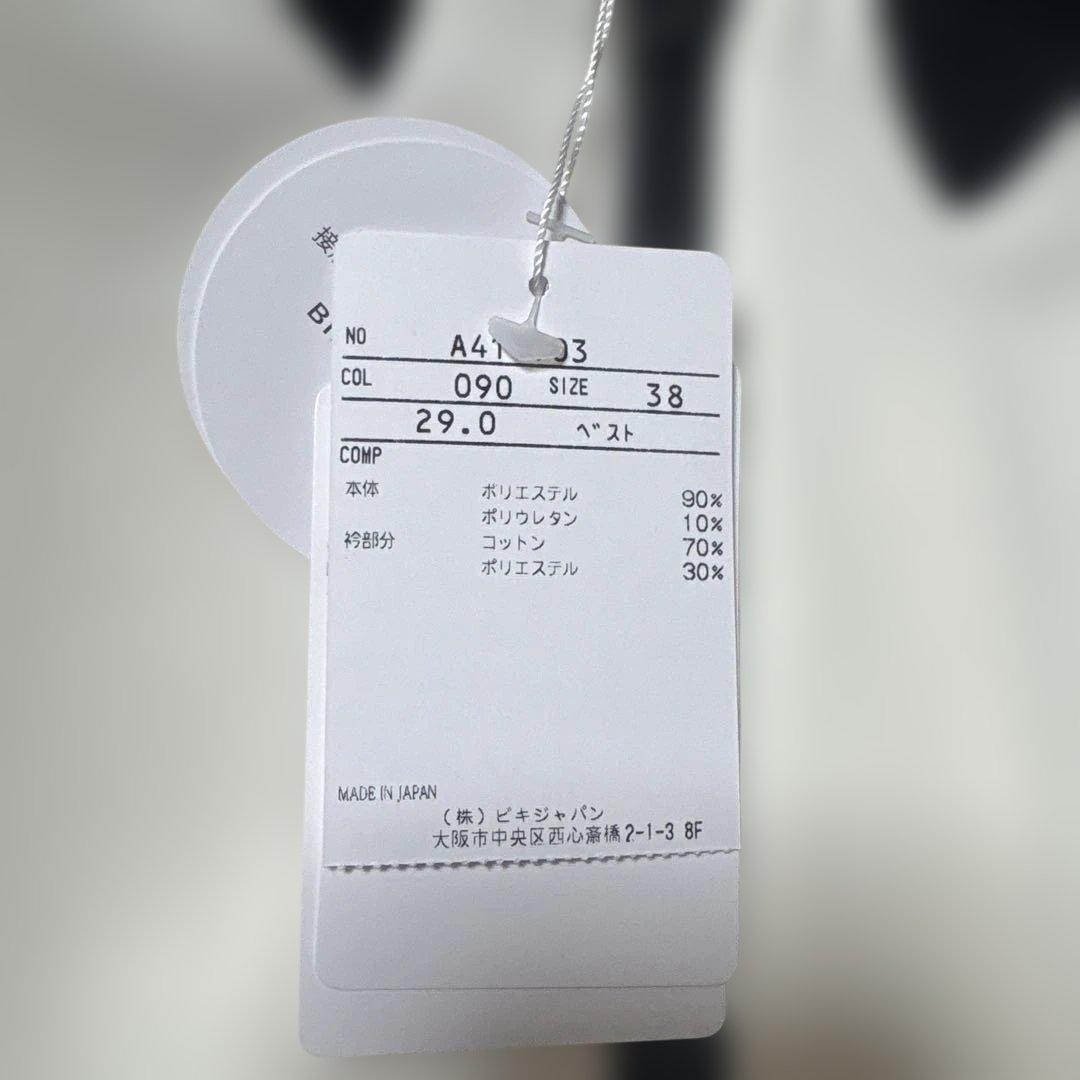 NO
COL 090 SIZE 38
29.0 ベスト
COMP
本体 ポリエステル 90%
ポリウレタン 10%
衿部分 コットン 70%
ポリエステル 30%
MADE IN JAPAN
(株)ビキジャパン
大阪市中央区西心斎橋2-1-3 8F